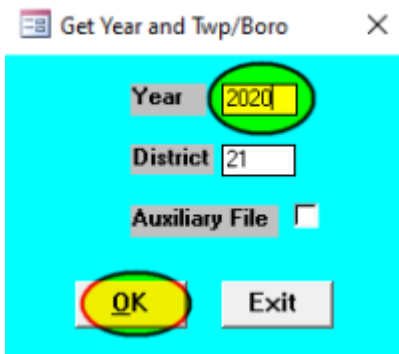 Get Year and Twp/Boro
Year 2020
District 21
Auxiliary File
OK Exit